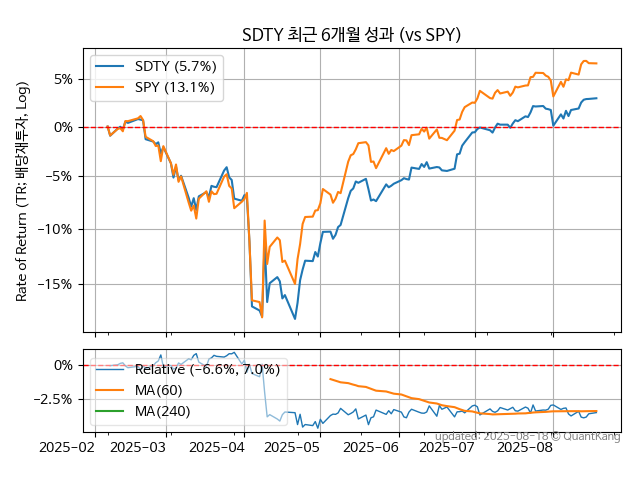 SDTY 최근 6개월 성과 (vs SPY)
SDTY (5.7%)
SPY (13.1%)
5%
0%
−5%
−10%
−15%
Rate of Return (TR: 배당재투자, Log)
Relative (−6.6%, 7.0%)
MA(60)
MA(240)
0%
−2.5%
2025-02 2025-03 2025-04 2025-05 2025-06 2025-07 2025-08
updated: 2025-08-18 © QuantKang